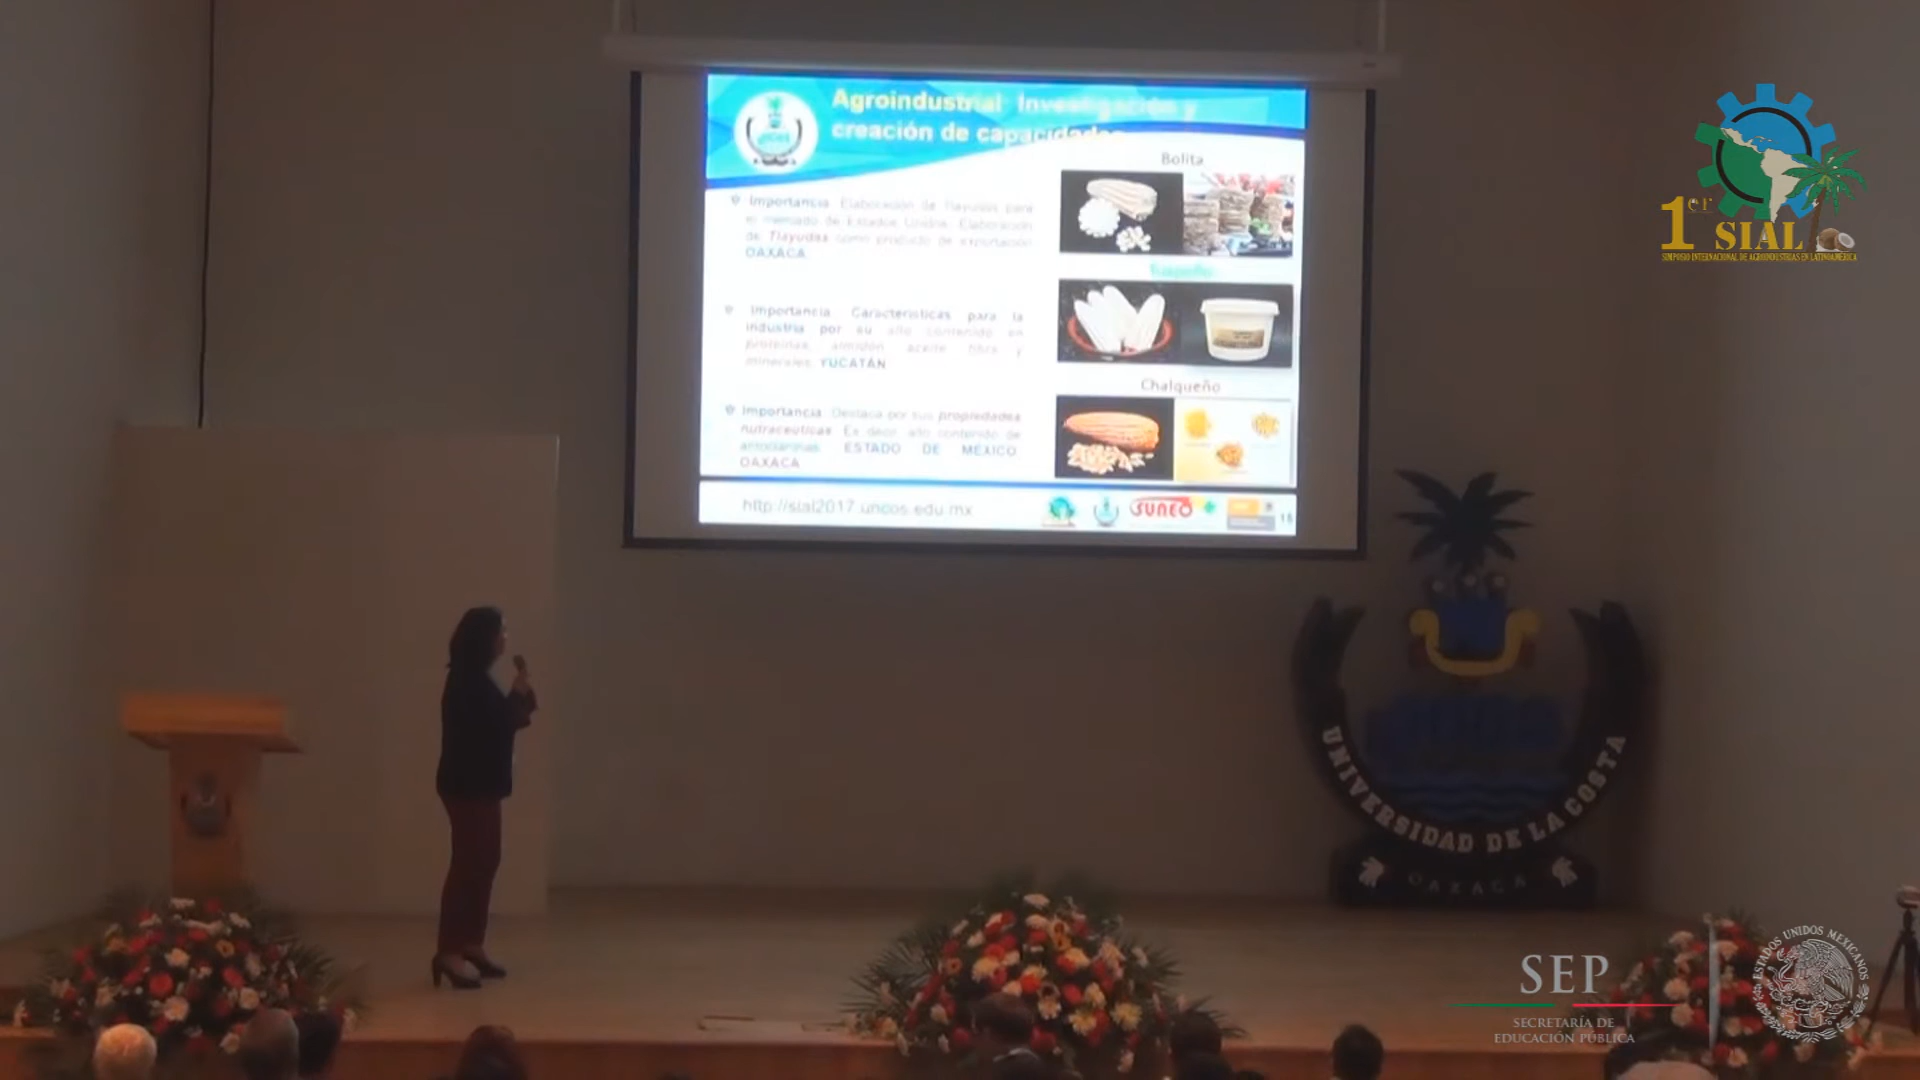 Agroindustrial Investigación y
creación de capacidades
Bolita
Importancia Elaboración de Tlayudas para
el mercado de Estados Unidos. Elaboración
de Tlayudas como producto de exportación
OAXACA
Tuxpeño
Importancia Características para la
industria por su alto contenido en
proteínas, almidón, aceite, fibra y
minerales. YUCATÁN
Chalqueño
Importancia Destaca por sus propiedades
nutraceúticas Es decir, alto contenido de
antocianinas ESTADO DE MÉXICO
OAXACA
http://sial2017.uncos.edu.mx
SUNEO
18
1er
SIAL
SIMPOSIO INTERNACIONAL DE AGROINDUSTRIAS EN LATINOAMERICA
UNIVERSIDAD DE LA COSTA
OAXACA
SEP
SECRETARÍA DE
EDUCACIÓN PÚBLICA
ESTADOS UNIDOS MEXICANOS